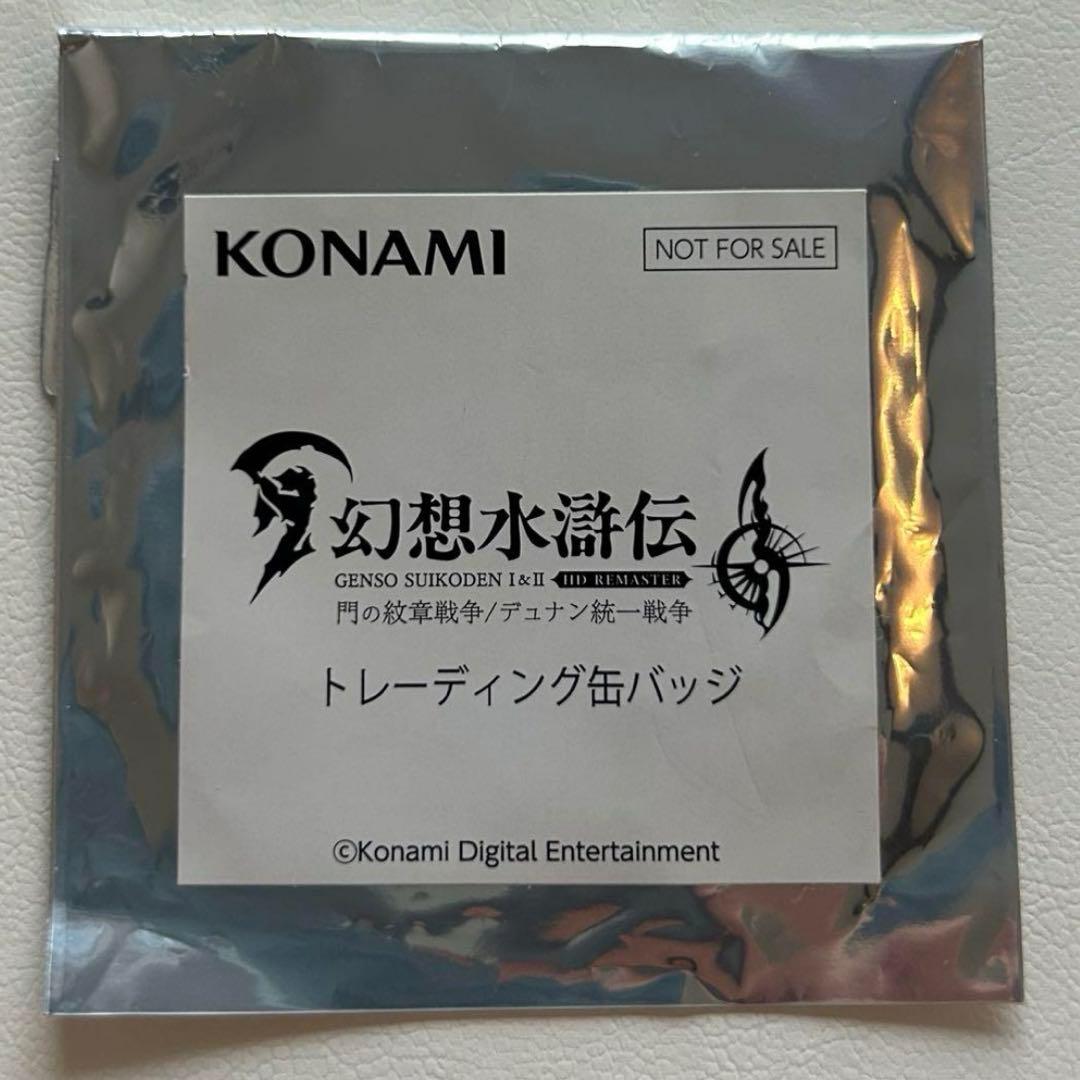 KONAMI
NOT FOR SALE
幻想水滸伝
GENSO SUIKODEN I&II HD REMASTER
門の紋章戦争/デュナン統一戦争
トレーディング缶バッジ
©Konami Digital Entertainment